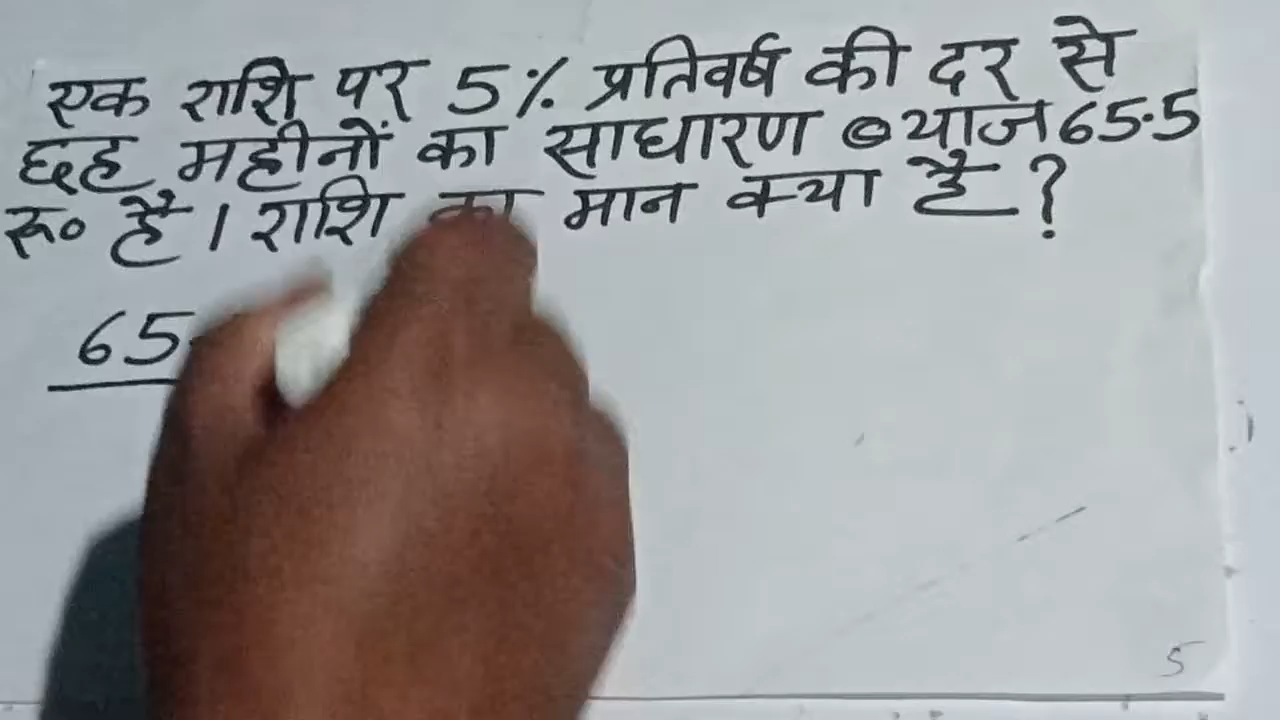 एक राशि पर 5% प्रतिवर्ष की दर से
छह महीनों का साधारण ब्याज 65.5
रू० है। राशि का मान क्या है ?
65
5